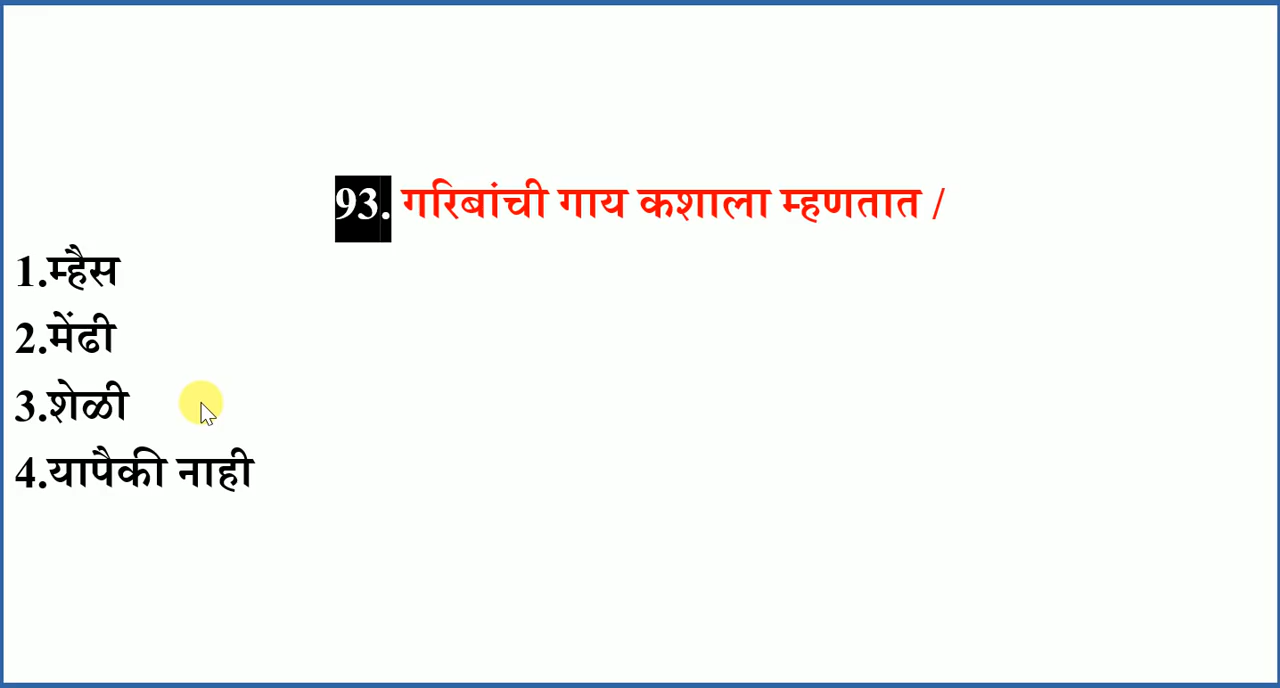 93. गरिबांची गाय कशाला म्हणतात /
1.म्हैस
2.मेंढी
3.शेळी
4.यापैकी नाही